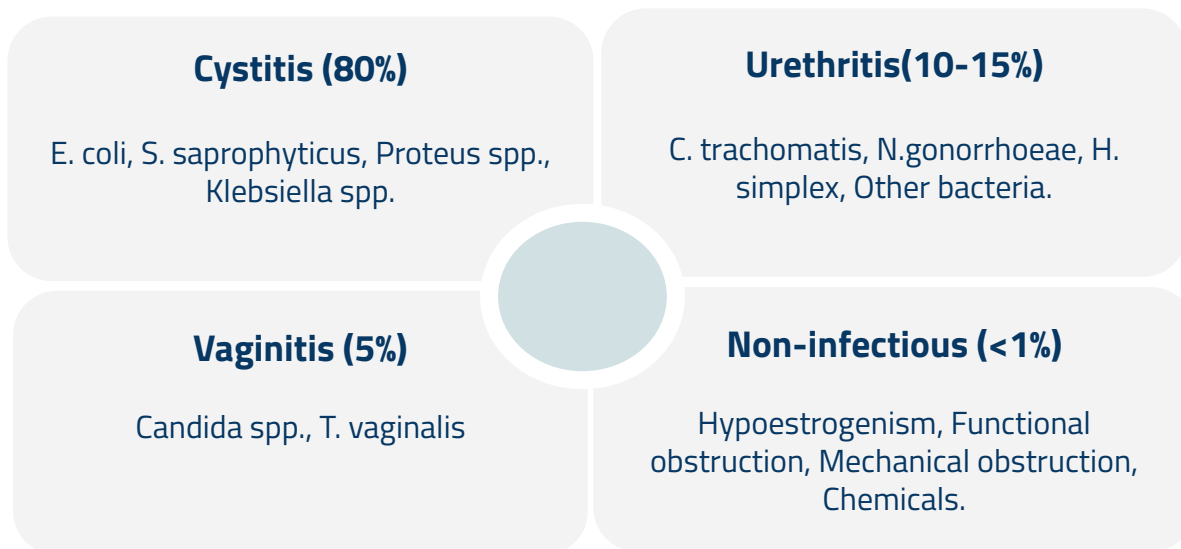 Cystitis (80%)
E. coli, S. saprophyticus, Proteus spp.,
Klebsiella spp.
Urethritis(10-15%)
C. trachomatis, N.gonorrhoeae, H.
simplex, Other bacteria.
Vaginitis (5%)
Candida spp., T. vaginalis
Non-infectious (<1%)
Hypoestrogenism, Functional
obstruction, Mechanical obstruction,
Chemicals.